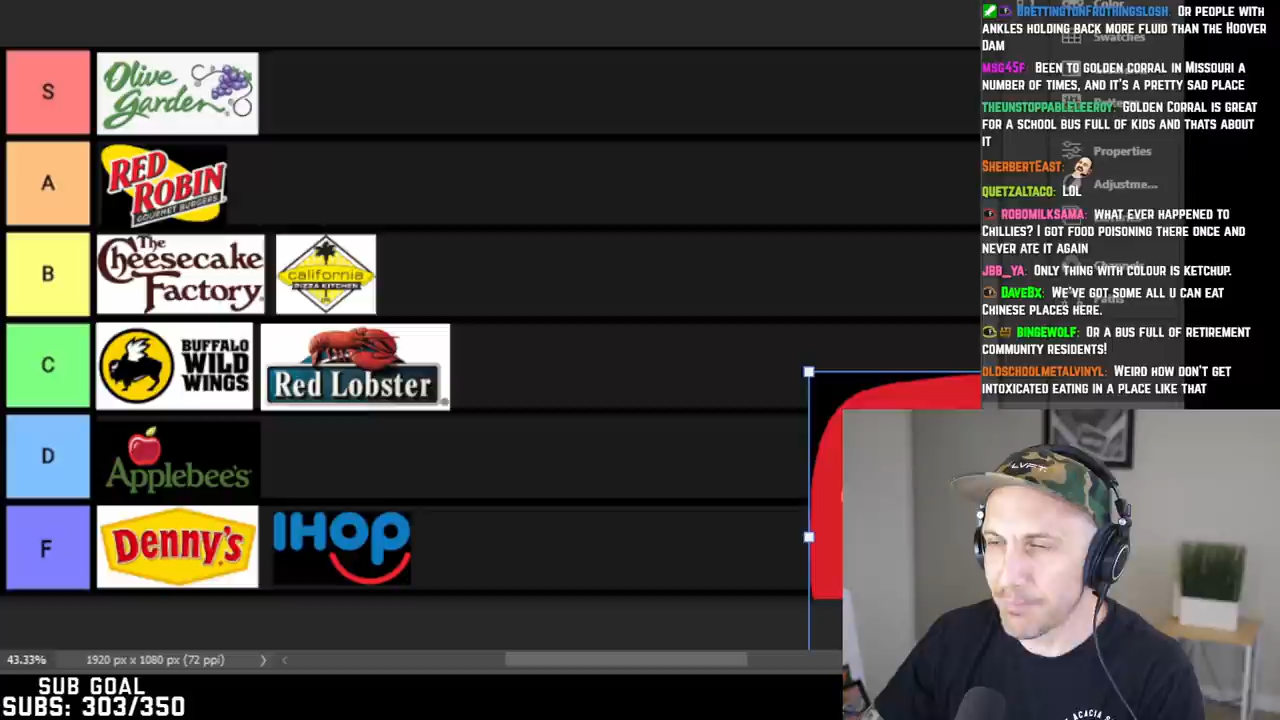 S
Olive
Garden
A
RED
ROBIN
GOURMET BURGERS
B
The
Cheesecake
Factory
california
PIZZA KITCHEN
C
BUFFALO
WILD
WINGS
Red Lobster
D
Applebee's
F
Denny's
IHOP
43.33% 1920 px x 1080 px (72 ppi)
SUB GOAL
SUBS: 303/350
BRETTINGTONFROTHINGSLOSH: OR PEOPLE WITH
ANKLES HOLDING BACK MORE FLUID THAN THE HOOVER
DAM
MSG45F: BEEN TO GOLDEN CORRAL IN MISSOURI A
NUMBER OF TIMES, AND IT'S A PRETTY SAD PLACE
THEUNSTOPPABLELEEROY: GOLDEN CORRAL IS GREAT
FOR A SCHOOL BUS FULL OF KIDS AND THATS ABOUT
IT
SHERBERTEAST:
QUETZALTACO: LOL
ROBOMILKSAMA: WHAT EVER HAPPENED TO
CHILLIES? I GOT FOOD POISONING THERE ONCE AND
NEVER ATE IT AGAIN
JBB_YA: ONLY THING WITH COLOUR IS KETCHUP.
DAVEBX: WE'VE GOT SOME ALL U CAN EAT
CHINESE PLACES HERE.
BINGEWOLF: OR A BUS FULL OF RETIREMENT
COMMUNITY RESIDENTS!
OLDSCHOOLMETALVINYL: WEIRD HOW DON'T GET
INTOXICATED EATING IN A PLACE LIKE THAT
Color
Swatches
Properties
Adjustme...
LVFT.
ACACIA